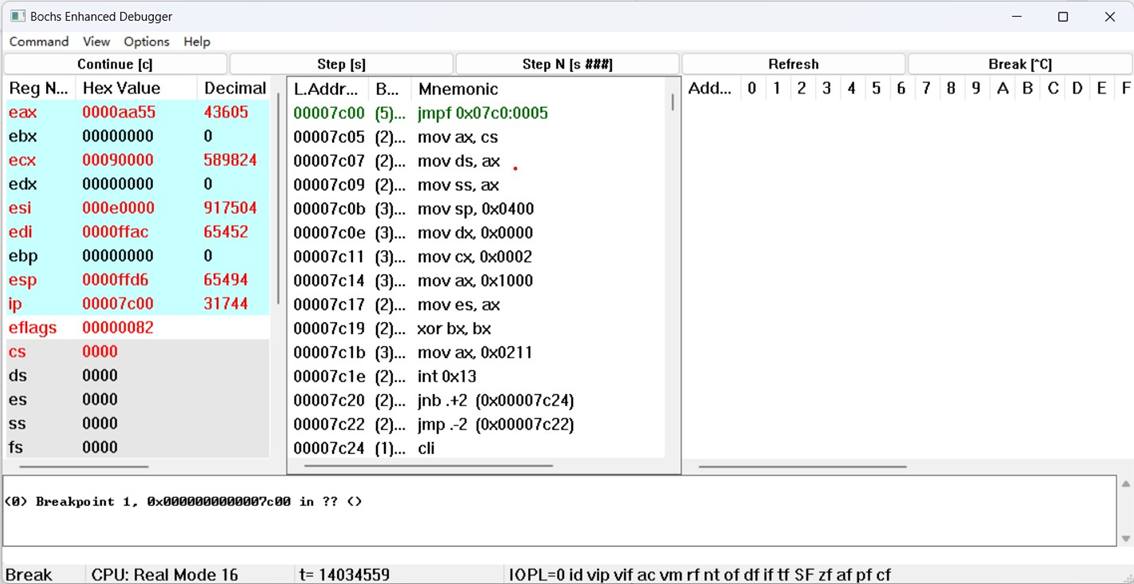 Bochs Enhanced Debugger
Command View Options Help
Continue [c] Step [s] Step N [s ###] Refresh Break [^C]
Reg N... Hex Value Decimal
eax 0000aa55 43605
ebx 00000000 0
ecx 00090000 589824
edx 00000000 0
esi 000e0000 917504
edi 0000ffac 65452
ebp 00000000 0
esp 0000ffd6 65494
ip 00007c00 31744
eflags 00000082
cs 0000
ds 0000
es 0000
ss 0000
fs 0000
L.Addr... B... Mnemonic
00007c00 (5)... jmpf 0x07c0:0005
00007c05 (2)... mov ax, cs
00007c07 (2)... mov ds, ax
00007c09 (2)... mov ss, ax
00007c0b (3)... mov sp, 0x0400
00007c0e (3)... mov dx, 0x0000
00007c11 (3)... mov cx, 0x0002
00007c14 (3)... mov ax, 0x1000
00007c17 (2)... mov es, ax
00007c19 (2)... xor bx, bx
00007c1b (3)... mov ax, 0x0211
00007c1e (2)... int 0x13
00007c20 (2)... jnb .+2 (0x00007c24)
00007c22 (2)... jmp .-2 (0x00007c22)
00007c24 (1)... cli
Add... 0 1 2 3 4 5 6 7 8 9 A B C D E F
(0) Breakpoint 1, 0x0000000000007c00 in ?? ()
Break CPU: Real Mode 16 t= 14034559 IOPL=0 id vip vif ac vm rf nt of df if tf SF zf af pf cf